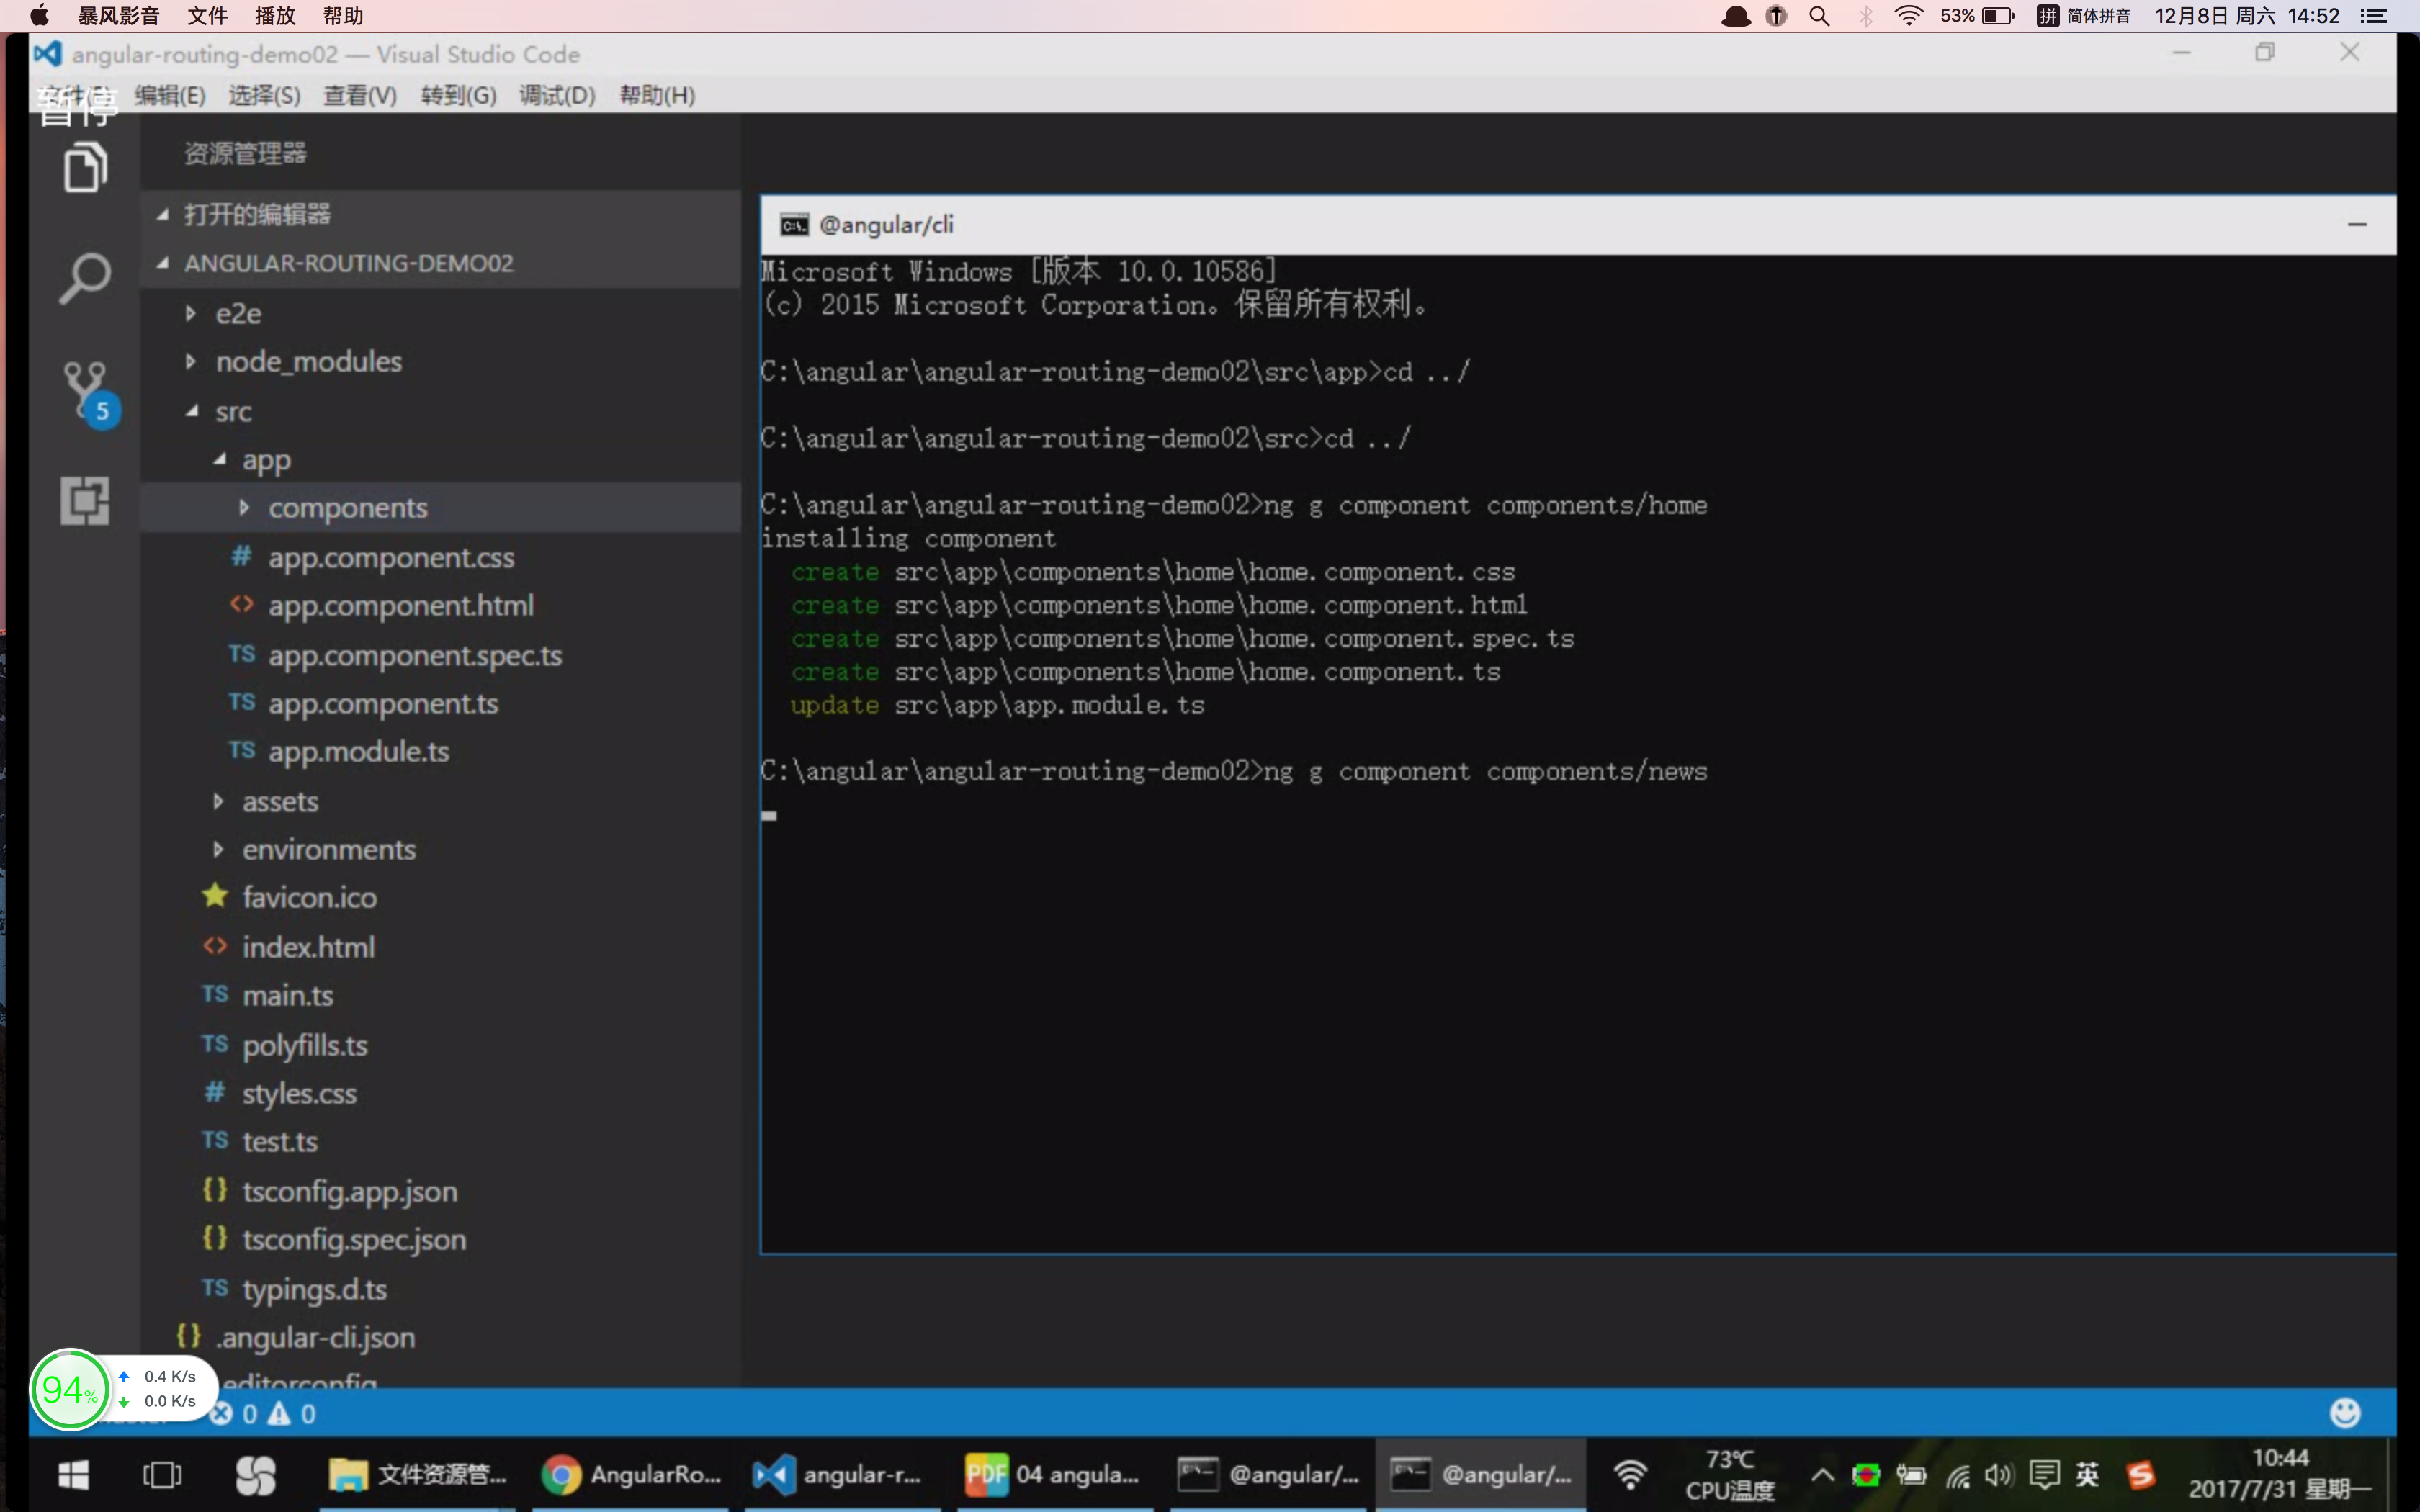 暴风影音 文件 播放 帮助
53% 拼 简体拼音 12月8日 周六 14:52
angular-routing-demo02 — Visual Studio Code
暂停
编辑(E) 选择(S) 查看(V) 转到(G) 调试(D) 帮助(H)
资源管理器
打开的编辑器
ANGULAR-ROUTING-DEMO02
e2e
node_modules
src
5
app
components
# app.component.css
<> app.component.html
TS app.component.spec.ts
TS app.component.ts
TS app.module.ts
assets
environments
favicon.ico
<> index.html
TS main.ts
TS polyfills.ts
# styles.css
TS test.ts
{} tsconfig.app.json
{} tsconfig.spec.json
TS typings.d.ts
{} .angular-cli.json
.editorconfig
@angular/cli
Microsoft Windows [版本 10.0.10586]
(c) 2015 Microsoft Corporation。保留所有权利。
C:\angular\angular-routing-demo02\src\app>cd ../
C:\angular\angular-routing-demo02\src>cd ../
C:\angular\angular-routing-demo02>ng g component components/home
installing component
create src\app\components\home\home.component.css
create src\app\components\home\home.component.html
create src\app\components\home\home.component.spec.ts
create src\app\components\home\home.component.ts
update src\app\app.module.ts
C:\angular\angular-routing-demo02>ng g component components/news
94%
0.4 K/s
0.0 K/s
0 0
文件资源管... AngularRo... angular-r... PDF 04 angula... @angular/... @angular/...
73℃
CPU温度
英
10:44
2017/7/31 星期一